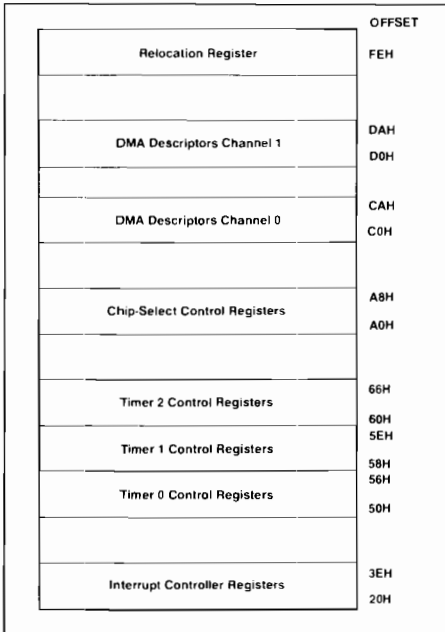 OFFSET
Relocation Register FEH
DAH
DMA Descriptors Channel 1
D0H
CAH
DMA Descriptors Channel 0
C0H
A8H
Chip-Select Control Registers
A0H
66H
Timer 2 Control Registers
60H
5EH
Timer 1 Control Registers
58H
56H
Timer 0 Control Registers
50H
3EH
Interrupt Controller Registers
20H